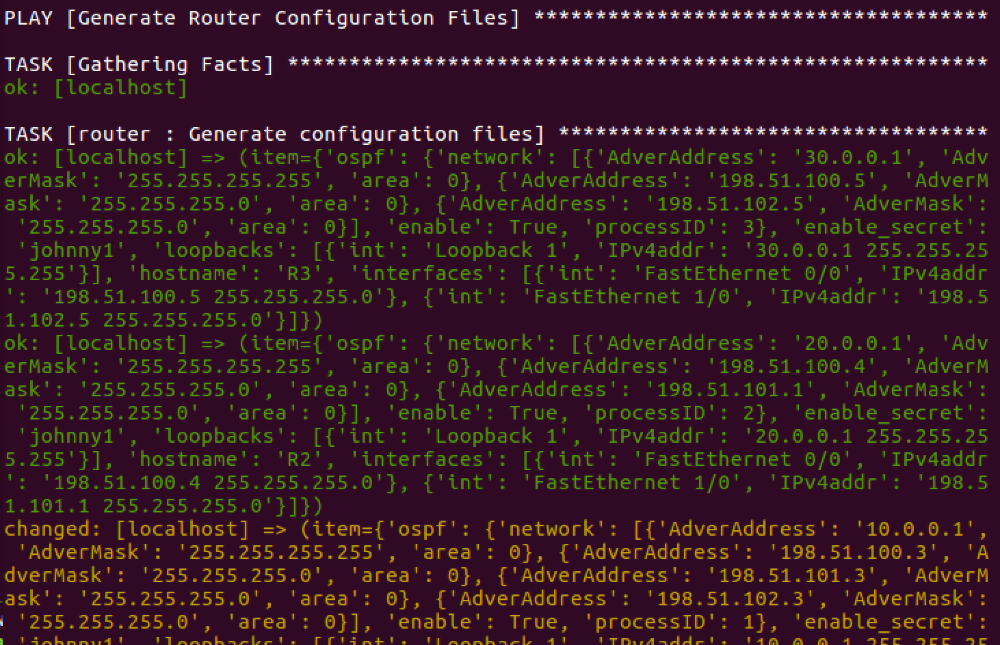 PLAY [Generate Router Configuration Files] *************************************
TASK [Gathering Facts] *********************************************************
ok: [localhost]
TASK [router : Generate configuration files] ***********************************
ok: [localhost] => (item={'ospf': {'network': [{'AdverAddress': '30.0.0.1', 'Adv
erMask': '255.255.255.255', 'area': 0}, {'AdverAddress': '198.51.100.5', 'AdverM
ask': '255.255.255.0', 'area': 0}, {'AdverAddress': '198.51.102.5', 'AdverMask':
 '255.255.255.0', 'area': 0}], 'enable': True, 'processID': 3}, 'enable_secret':
 'johnny1', 'loopbacks': [{'int': 'Loopback 1', 'IPv4addr': '30.0.0.1 255.255.25
5.255'}], 'hostname': 'R3', 'interfaces': [{'int': 'FastEthernet 0/0', 'IPv4addr
': '198.51.100.5 255.255.255.0'}, {'int': 'FastEthernet 1/0', 'IPv4addr': '198.5
1.102.5 255.255.255.0'}]})
ok: [localhost] => (item={'ospf': {'network': [{'AdverAddress': '20.0.0.1', 'Adv
erMask': '255.255.255.255', 'area': 0}, {'AdverAddress': '198.51.100.4', 'AdverM
ask': '255.255.255.0', 'area': 0}, {'AdverAddress': '198.51.101.1', 'AdverMask':
 '255.255.255.0', 'area': 0}], 'enable': True, 'processID': 2}, 'enable_secret':
 'johnny1', 'loopbacks': [{'int': 'Loopback 1', 'IPv4addr': '20.0.0.1 255.255.25
5.255'}], 'hostname': 'R2', 'interfaces': [{'int': 'FastEthernet 0/0', 'IPv4addr
': '198.51.100.4 255.255.255.0'}, {'int': 'FastEthernet 1/0', 'IPv4addr': '198.5
1.101.1 255.255.255.0'}]})
changed: [localhost] => (item={'ospf': {'network': [{'AdverAddress': '10.0.0.1',
 'AdverMask': '255.255.255.255', 'area': 0}, {'AdverAddress': '198.51.100.3', 'A
dverMask': '255.255.255.0', 'area': 0}, {'AdverAddress': '198.51.101.3', 'AdverM
ask': '255.255.255.0', 'area': 0}, {'AdverAddress': '198.51.102.3', 'AdverMask':
 '255.255.255.0', 'area': 0}], 'enable': True, 'processID': 1}, 'enable_secret':
 'johnny1', 'loopbacks': [{'int': 'Loopback 1', 'IPv4addr': '10.0.0.1 255.255.25